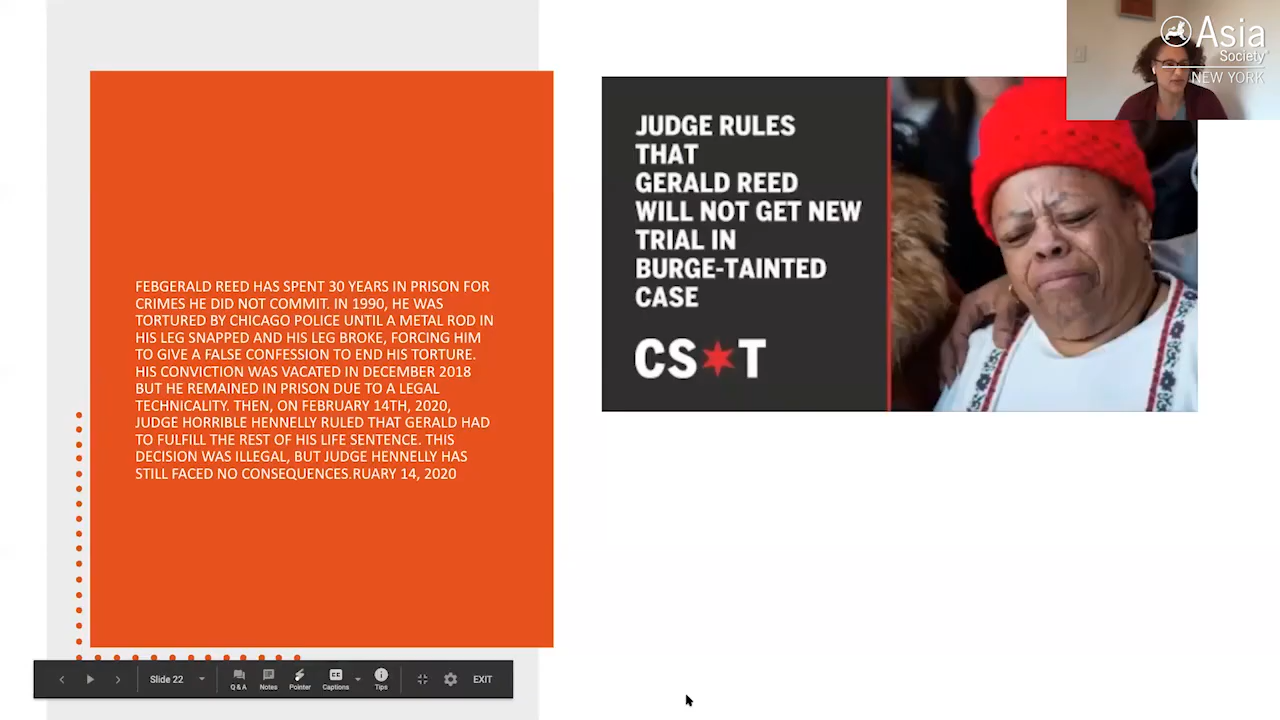 FEBGERALD REED HAS SPENT 30 YEARS IN PRISON FOR
CRIMES HE DID NOT COMMIT. IN 1990, HE WAS
TORTURED BY CHICAGO POLICE UNTIL A METAL ROD IN
HIS LEG SNAPPED AND HIS LEG BROKE, FORCING HIM
TO GIVE A FALSE CONFESSION TO END HIS TORTURE.
HIS CONVICTION WAS VACATED IN DECEMBER 2018
BUT HE REMAINED IN PRISON DUE TO A LEGAL
TECHNICALITY. THEN, ON FEBRUARY 14TH, 2020,
JUDGE HORRIBLE HENNELLY RULED THAT GERALD HAD
TO FULFILL THE REST OF HIS LIFE SENTENCE. THIS
DECISION WAS ILLEGAL, BUT JUDGE HENNELLY HAS
STILL FACED NO CONSEQUENCES.RUARY 14, 2020
JUDGE RULES
THAT
GERALD REED
WILL NOT GET NEW
TRIAL IN
BURGE-TAINTED
CASE
CS★T
Asia
Society
NEW YORK
Slide 22
Q & A
Notes
Pointer
CC
Captions
Tips
EXIT